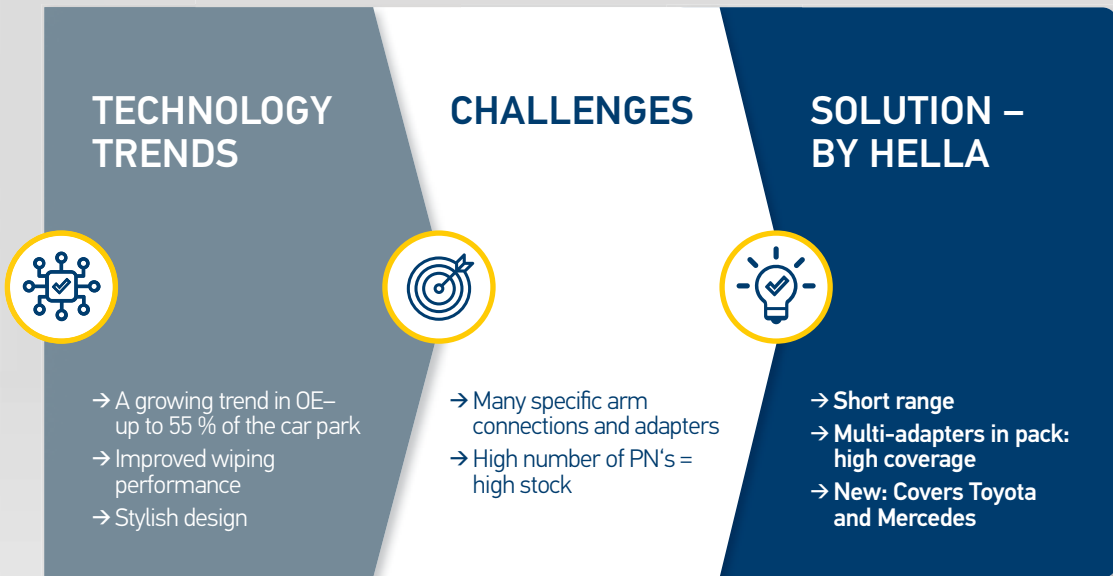 TECHNOLOGY
TRENDS
→ A growing trend in OE–
up to 55 % of the car park
→ Improved wiping
performance
→ Stylish design
CHALLENGES
→ Many specific arm
connections and adapters
→ High number of PN‘s =
high stock
SOLUTION –
BY HELLA
→ Short range
→ Multi-adapters in pack:
high coverage
→ New: Covers Toyota
and Mercedes